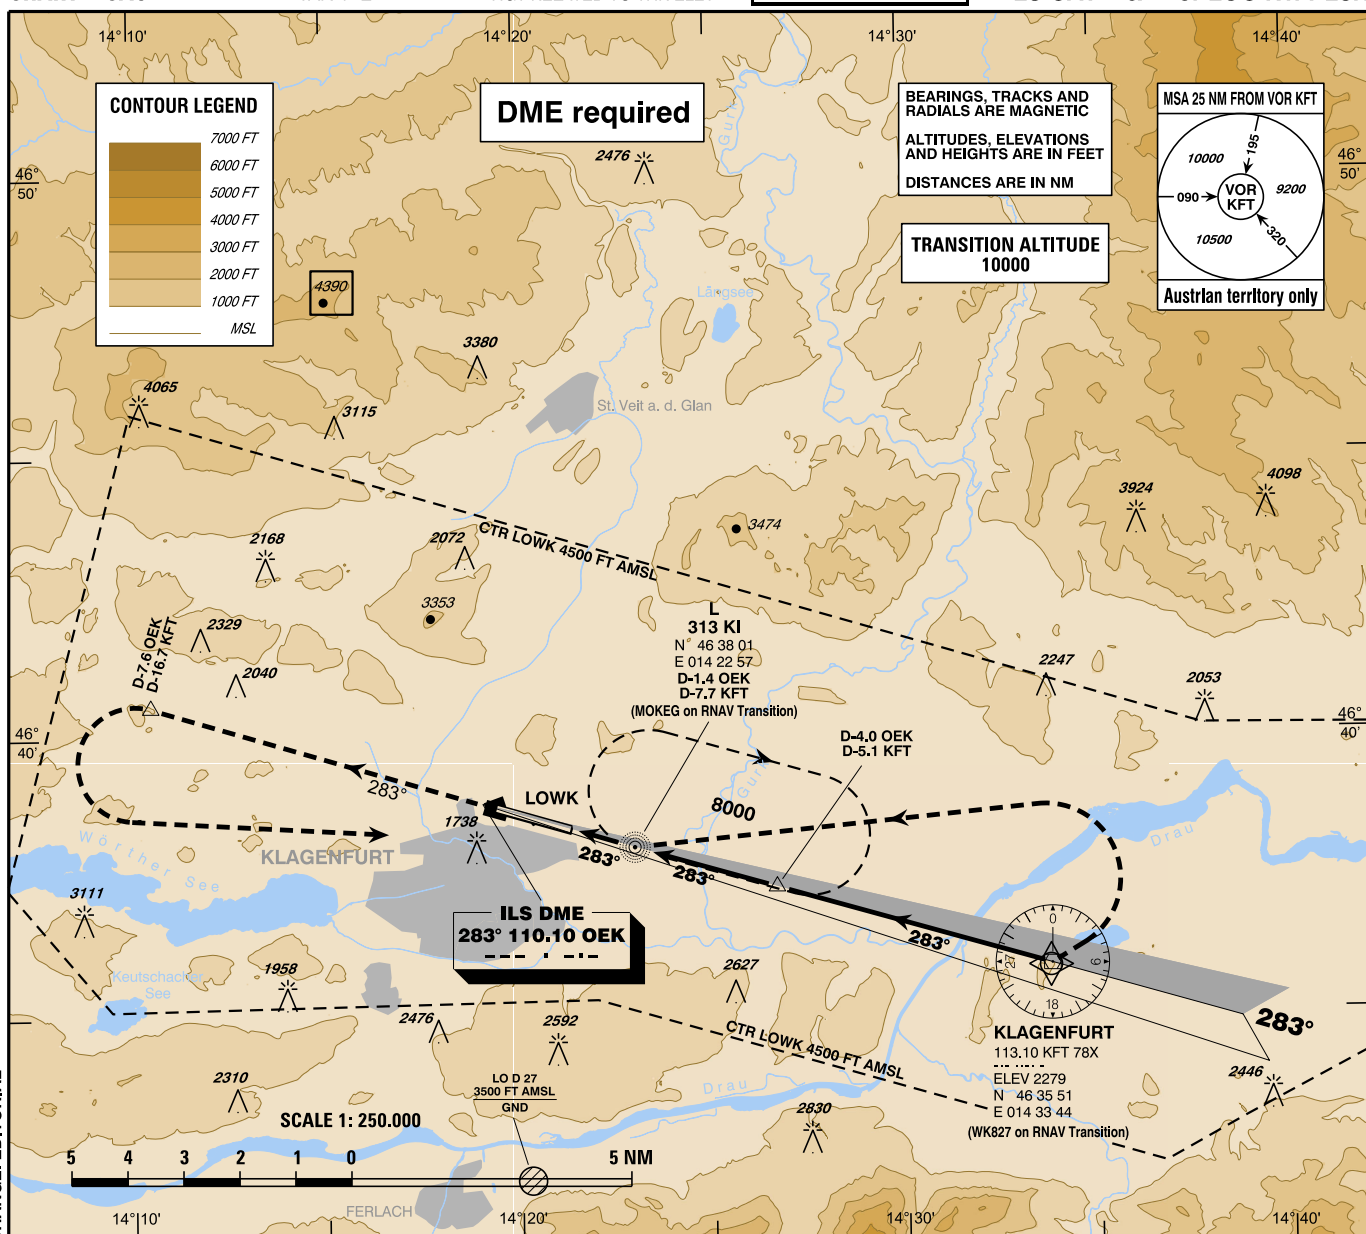 14°10'
14°20'
14°30'
14°40'
CONTOUR LEGEND
7000 FT
6000 FT
5000 FT
4000 FT
3000 FT
2000 FT
1000 FT
MSL
DME required
BEARINGS, TRACKS AND
RADIALS ARE MAGNETIC
ALTITUDES, ELEVATIONS
AND HEIGHTS ARE IN FEET
DISTANCES ARE IN NM
MSA 25 NM FROM VOR KFT
195
10000
9200
090
VOR
KFT
10500
320
Austrian territory only
TRANSITION ALTITUDE
10000
46°
50'
46°
50'
2476
Gurk
4390
Längsee
3380
4065
3115
St. Veit a. d. Glan
4098
3924
3474
CTR LOWK 4500 FT AMSL
2168
2072
3353
2329
2040
D-7.6 OEK
D-16.7 KFT
L
313 KI
N 46 38 01
E 014 22 57
D-1.4 OEK
D-7.7 KFT
(MOKEG on RNAV Transition)
2247
2053
46°
40'
46°
40'
D-4.0 OEK
D-5.1 KFT
Gurk
283°
LOWK
8000
1738
KLAGENFURT
283°
283°
283°
Drau
Wörther See
3111
ILS DME
283° 110.10 OEK
0
9
18
27
Keutschacher
See
1958
2627
2476
2592
283°
KLAGENFURT
113.10 KFT 78X
ELEV 2279
N 46 35 51
E 014 33 44
(WK827 on RNAV Transition)
CTR LOWK 4500 FT AMSL
2446
2310
LO D 27
3500 FT AMSL
GND
Drau
2830
SCALE 1: 250.000
5 4 3 2 1 0 5 NM
FERLACH
14°10'
14°20'
14°30'
14°40'